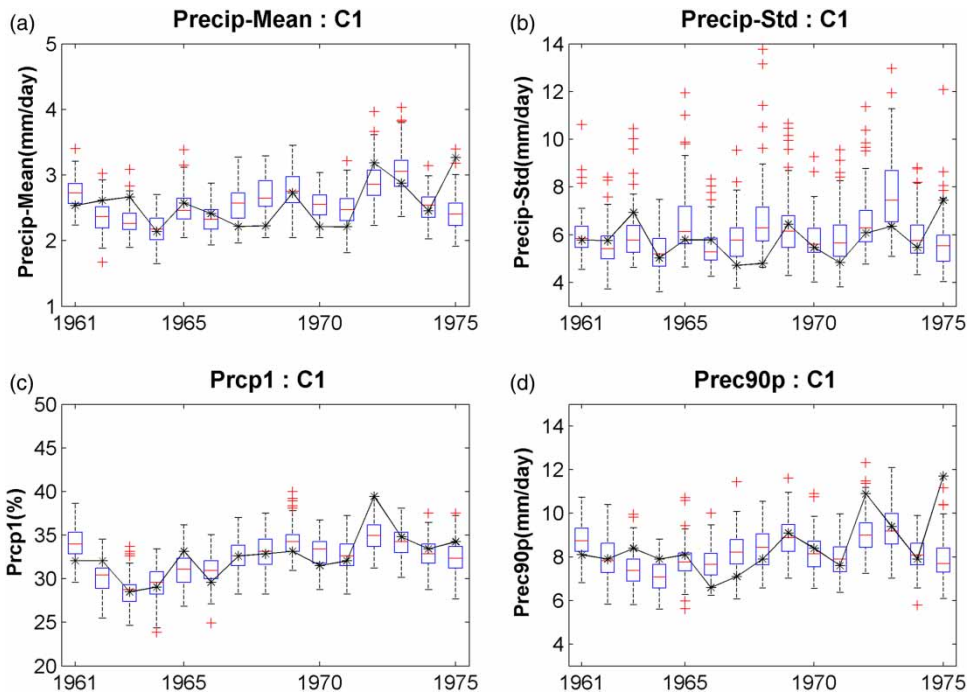 (a) Precip-Mean : C1
Precip-Mean(mm/day)
5
4
3
2
1
1961 1965 1970 1975
(b) Precip-Std : C1
Precip-Std(mm/day)
14
12
10
8
6
4
1961 1965 1970 1975
(c) Prcp1 : C1
Prcp1(%)
50
45
40
35
30
25
20
1961 1965 1970 1975
(d) Prec90p : C1
Prec90p(mm/day)
15
14
12
10
8
6
4
3
1961 1965 1970 1975